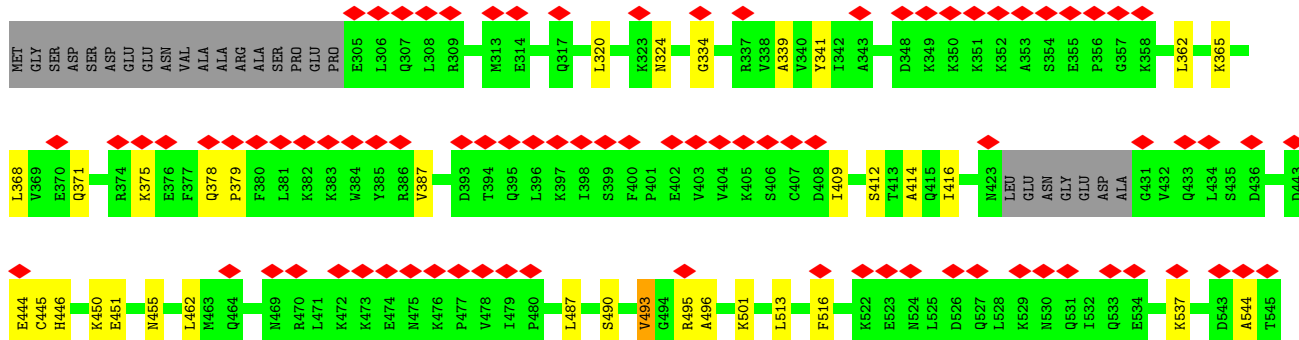 MET GLY SER ASP SER ASP GLU GLU ASN VAL ALA ALA ARG ALA SER PRO GLU PRO E305 L306 Q307 L308 R309 M313 E314 Q317 L320 K323 N324 G334 R337 V338 A339 V340 Y341 I342 A343 D348 K349 K350 K351 K352 A353 S354 E355 P356 G357 K358 L362 K365
L368 V369 E370 Q371 R374 K375 E376 F377 Q378 P379 F380 L381 K382 K383 W384 Y385 R386 V387 D393 T394 Q395 L396 K397 I398 S399 F400 P401 E402 V403 V404 K405 S406 C407 D408 I409 S412 T413 A414 Q415 I416 N423 LEU GLU ASN GLY GLU ASP ALA G431 V432 Q433 L434 S435 D436 D443
E444 C445 H446 K450 E451 N455 L462 M463 Q464 N469 R470 L471 K472 K473 E474 N475 K476 P477 V478 I479 P480 L487 S490 V493 G494 R495 A496 K501 L513 F516 K522 E523 N524 L525 D526 Q527 L528 K529 N530 Q531 I532 Q533 E534 K537 D543 A544 T545